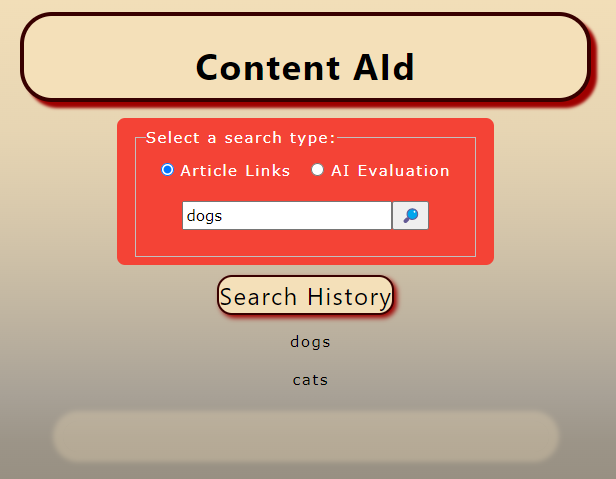 Content AId
Select a search type:
Article Links AI Evaluation
dogs
Search History
dogs
cats